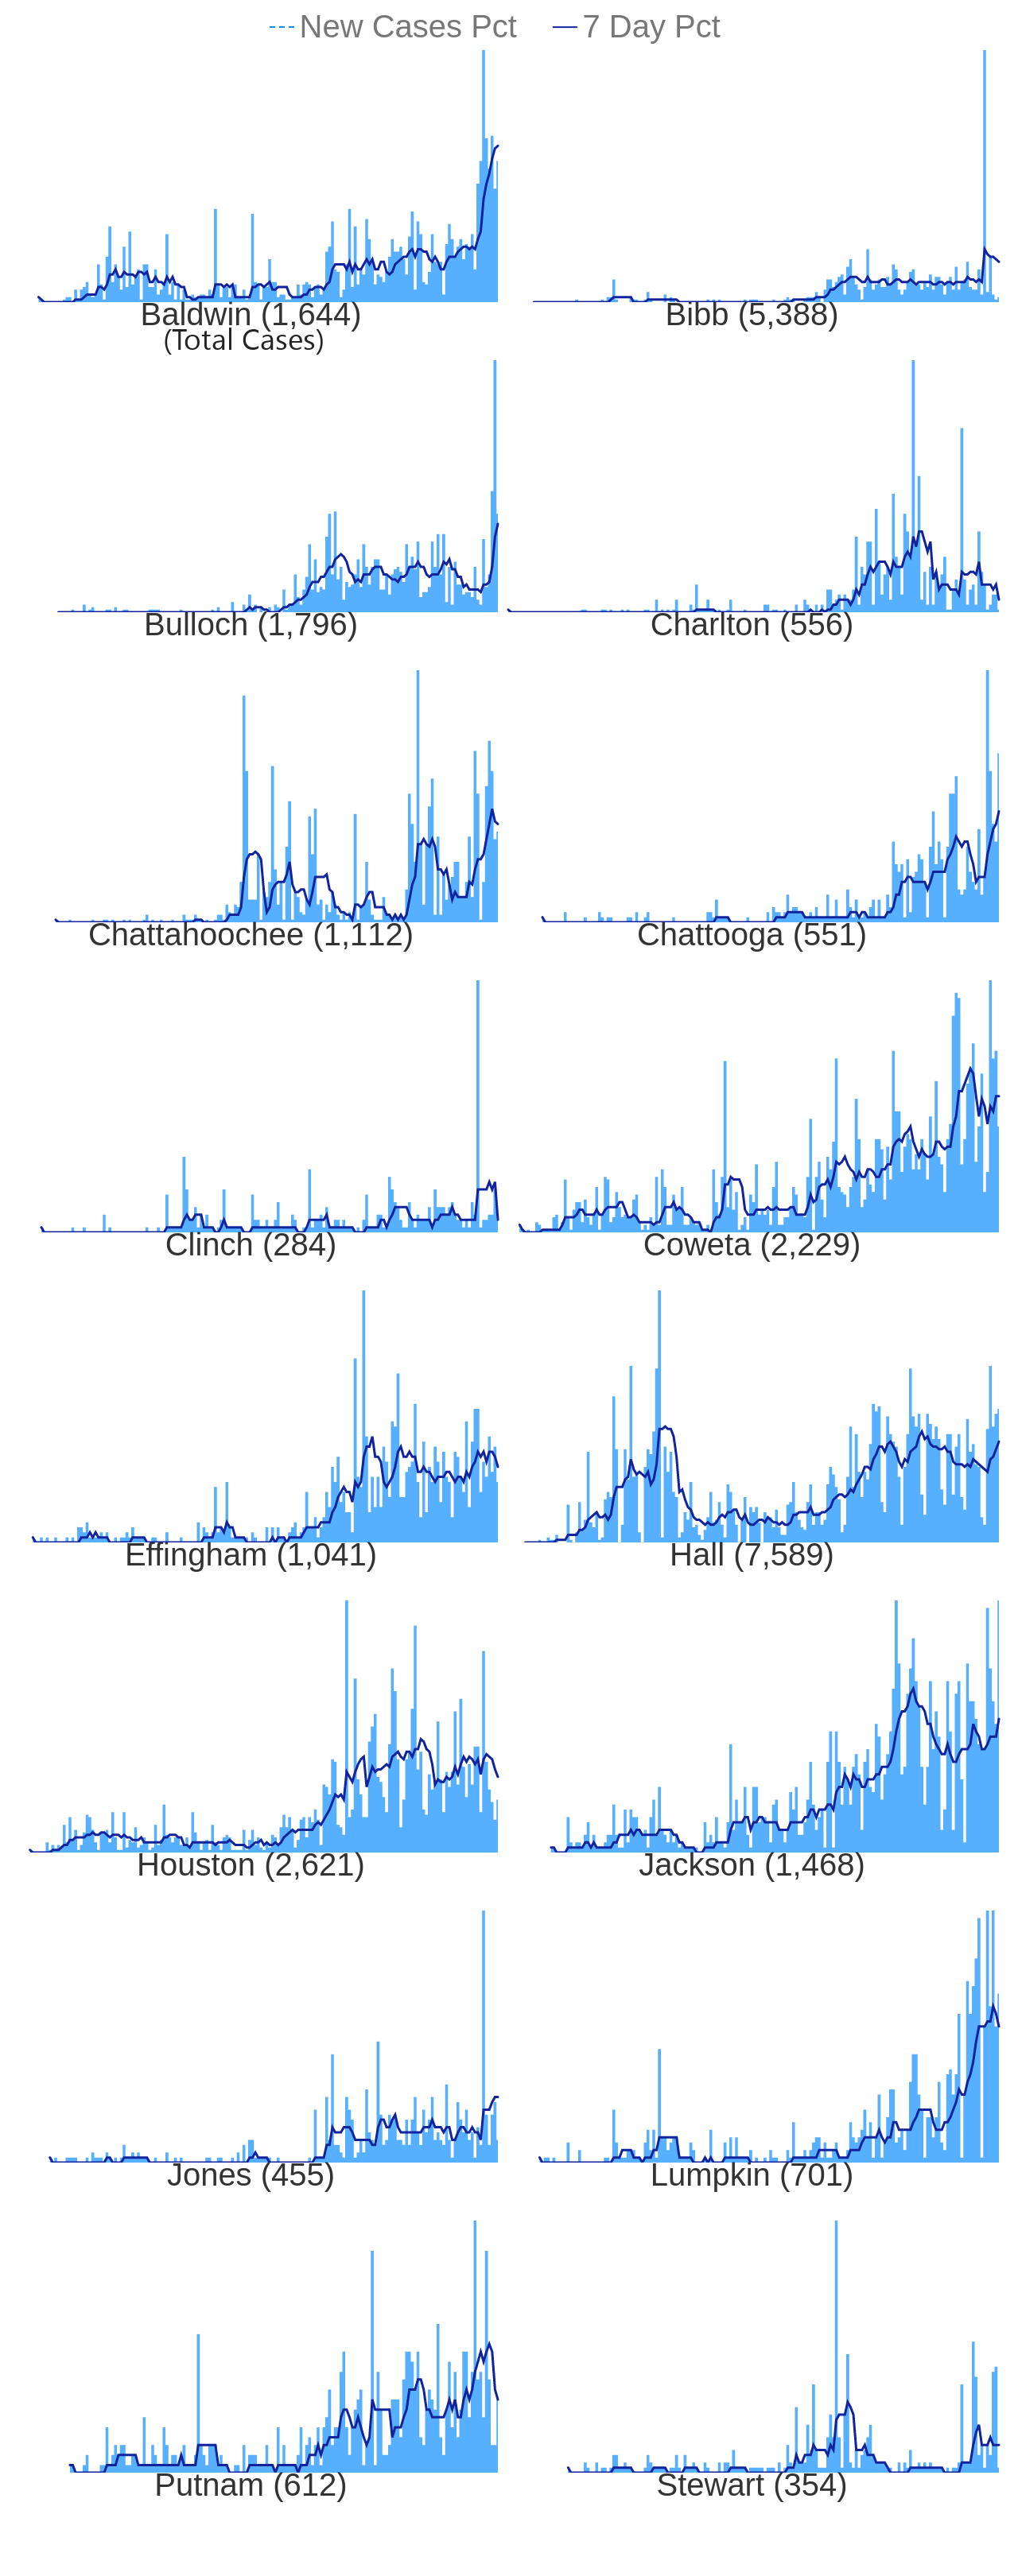 New Cases Pct 7 Day Pct
Baldwin (1,644) Bibb (5,388)
(Total Cases)
Bulloch (1,796) Charlton (556)
Chattahoochee (1,112) Chattooga (551)
Clinch (284) Coweta (2,229)
Effingham (1,041) Hall (7,589)
Houston (2,621) Jackson (1,468)
Jones (455) Lumpkin (701)
Putnam (612) Stewart (354)